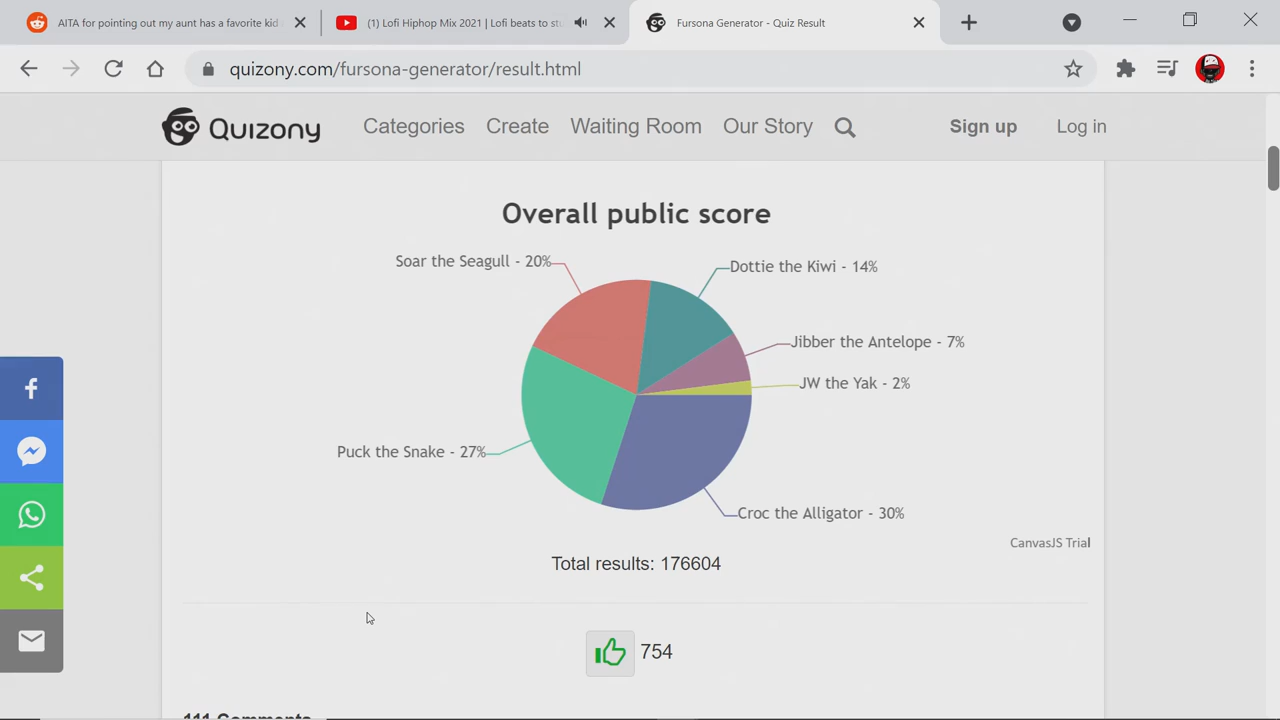 AITA for pointing out my aunt has a favorite kid
(1) Lofi Hiphop Mix 2021 | Lofi beats to stu
Fursona Generator - Quiz Result
quizony.com/fursona-generator/result.html
Quizony
Categories
Create
Waiting Room
Our Story
Sign up
Log in
Overall public score
Soar the Seagull - 20%
Dottie the Kiwi - 14%
Jibber the Antelope - 7%
JW the Yak - 2%
Puck the Snake - 27%
Croc the Alligator - 30%
CanvasJS Trial
Total results: 176604
754
111 Comments